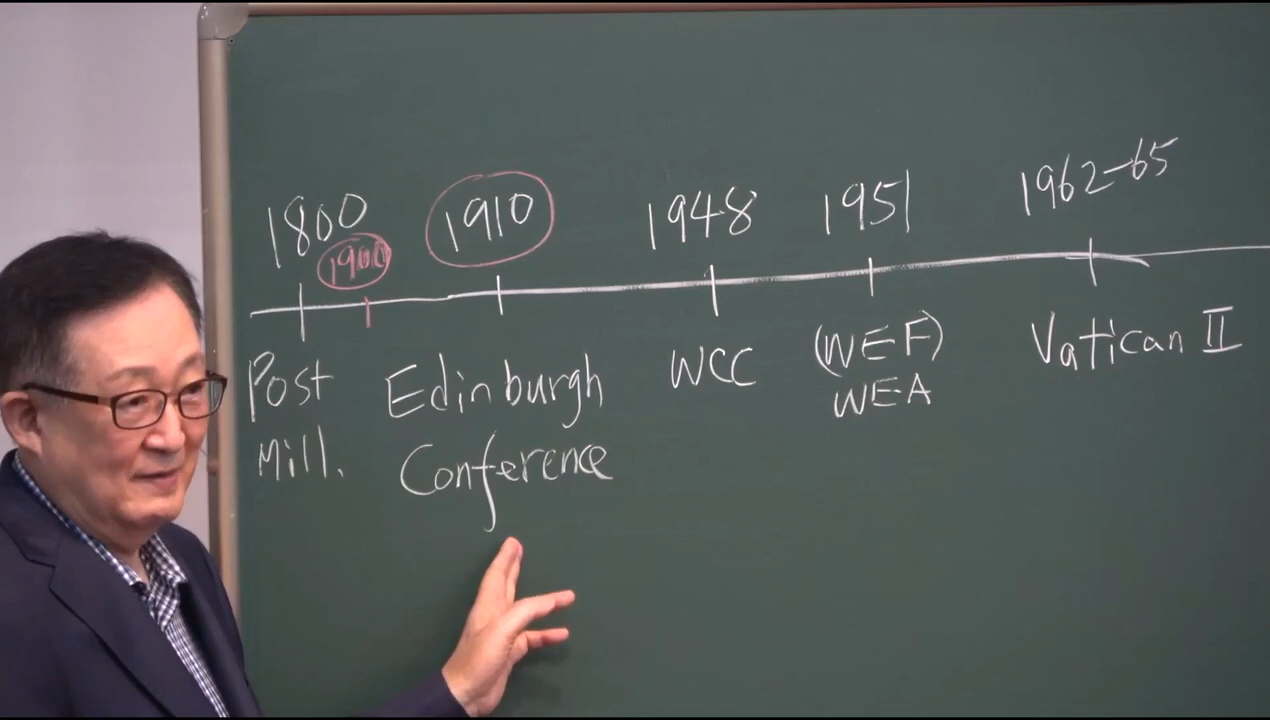 1800 1910 1948 1951 1962-65
1900
Post Edinburgh WCC (WEF) Vatican II
Mill. Conference WEA